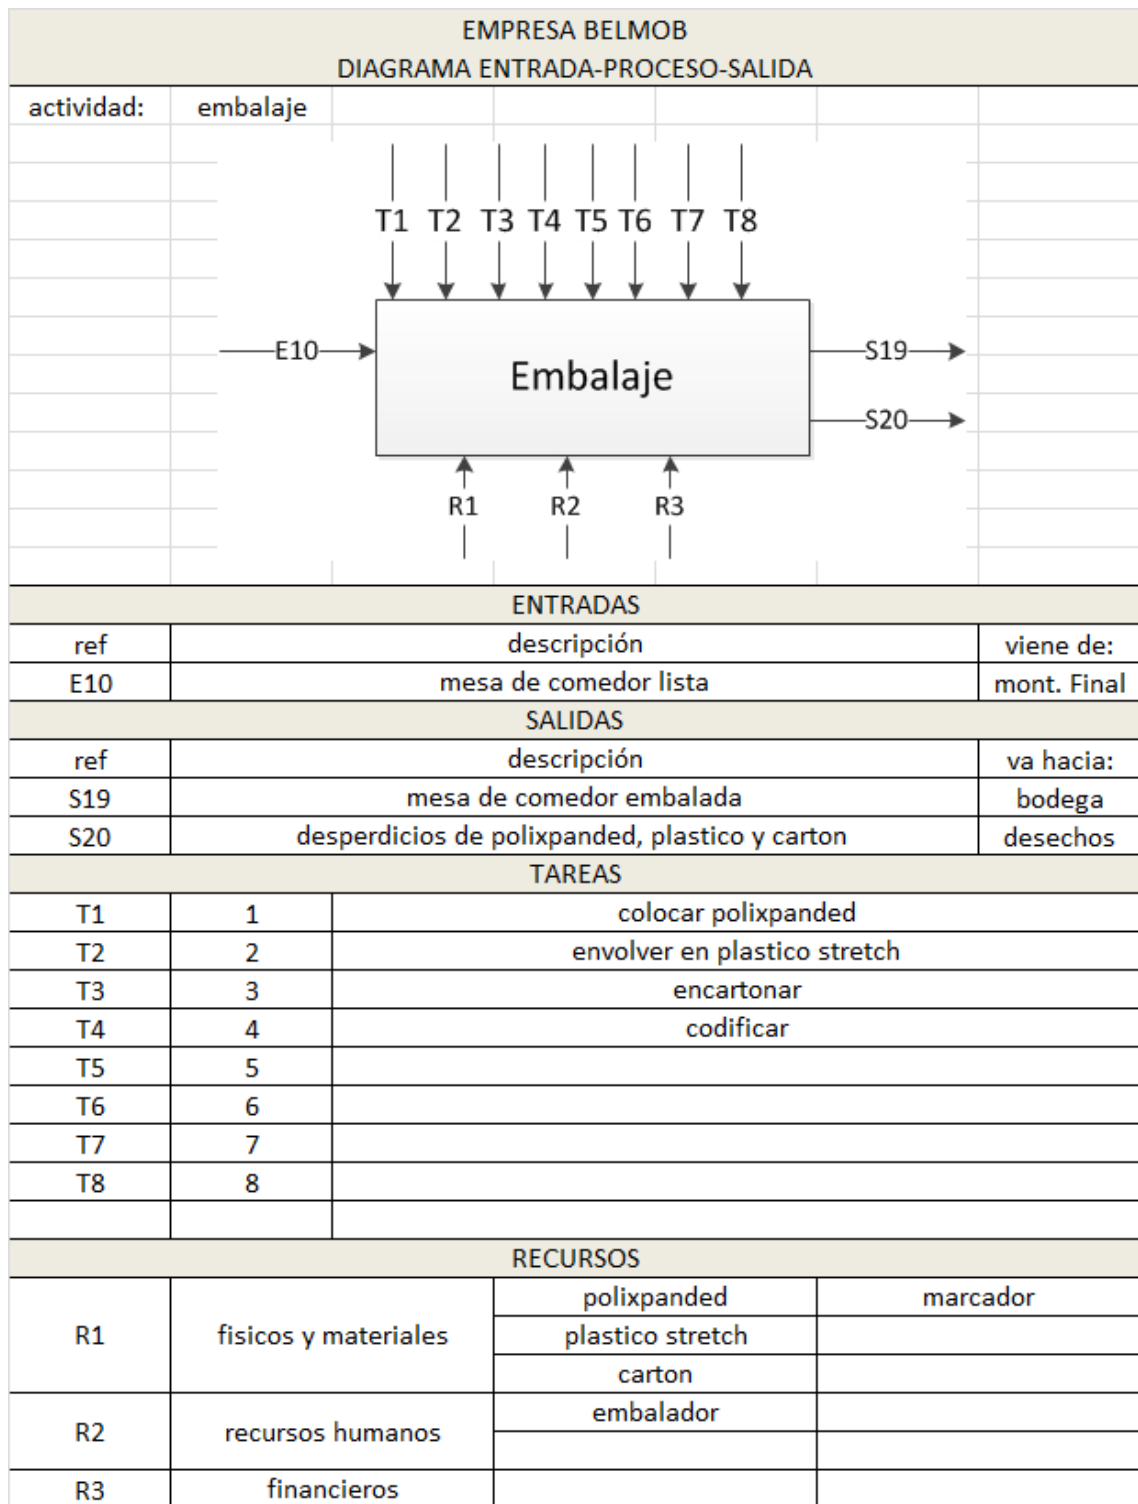 EMPRESA BELMOB
DIAGRAMA ENTRADA-PROCESO-SALIDA
actividad: embalaje
T1 T2 T3 T4 T5 T6 T7 T8
E10 Embalaje S19
S20
R1 R2 R3
ENTRADAS
ref descripción viene de:
E10 mesa de comedor lista mont. Final
SALIDAS
ref descripción va hacia:
S19 mesa de comedor embalada bodega
S20 desperdicios de polixpanded, plastico y carton desechos
TAREAS
T1 1 colocar polixpanded
T2 2 envolver en plastico stretch
T3 3 encartonar
T4 4 codificar
T5 5
T6 6
T7 7
T8 8
RECURSOS
R1 fisicos y materiales polixpanded marcador
plastico stretch
carton
R2 recursos humanos embalador
R3 financieros